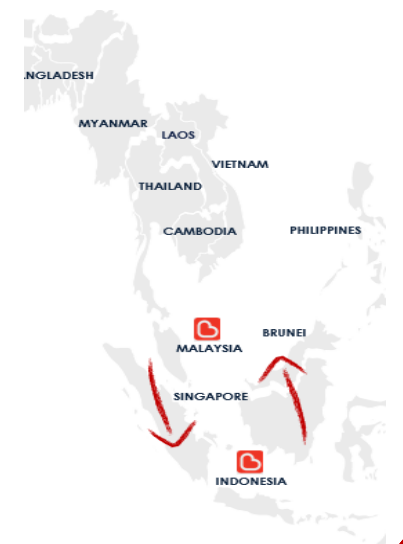 NGLADESH
MYANMAR
LAOS
VIETNAM
THAILAND
CAMBODIA
PHILIPPINES
BRUNEI
MALAYSIA
SINGAPORE
INDONESIA